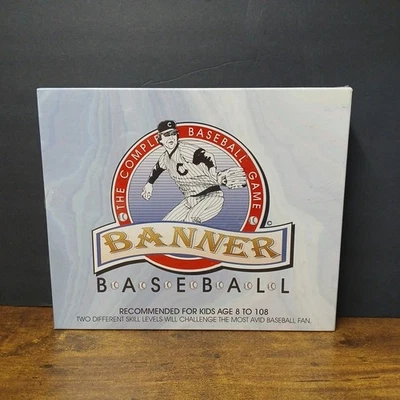 THE COMPLETE BASEBALL GAME
C
C
©
BANNER
BASEBALL
RECOMMENDED FOR KIDS AGE 8 TO 108
TWO DIFFERENT SKILL LEVELS WILL CHALLENGE THE MOST AVID BASEBALL FAN.